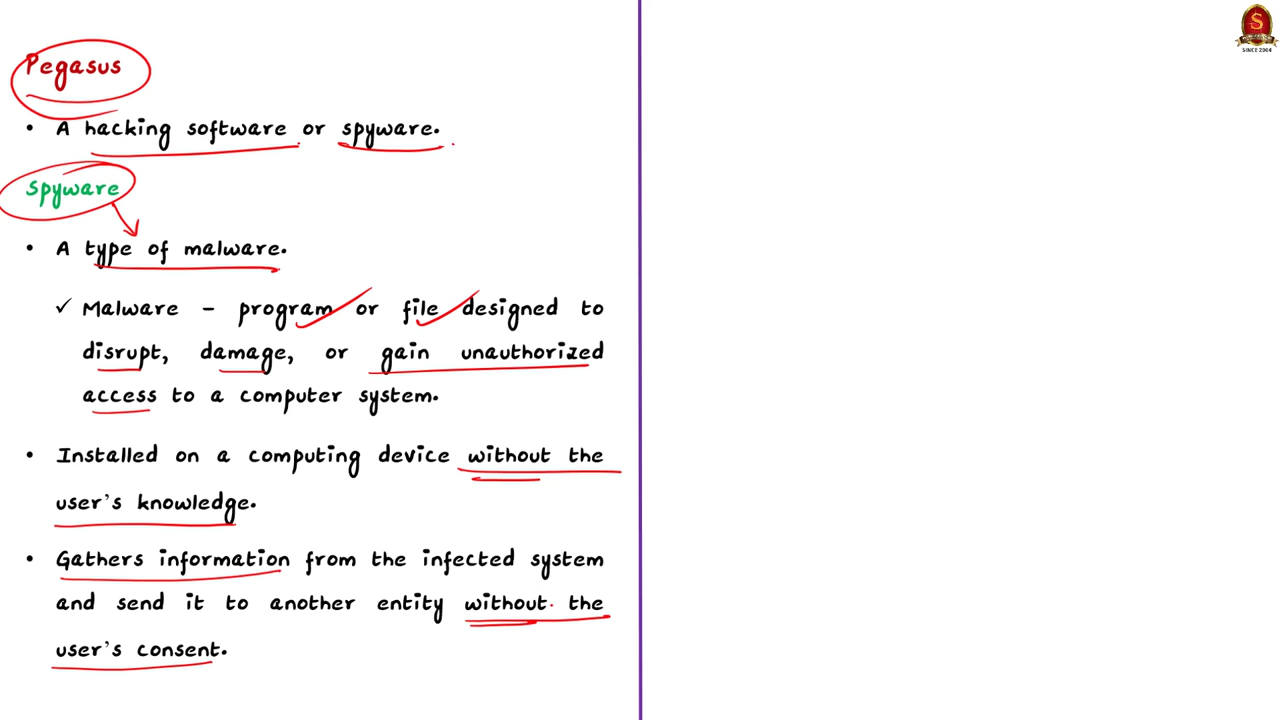 Pegasus
• A hacking software or spyware.
Spyware
• A type of malware.
✓ Malware – program or file designed to
disrupt, damage, or gain unauthorized
access to a computer system.
• Installed on a computing device without the
user's knowledge.
• Gathers information from the infected system
and send it to another entity without the
user's consent.
S
SINCE 2004